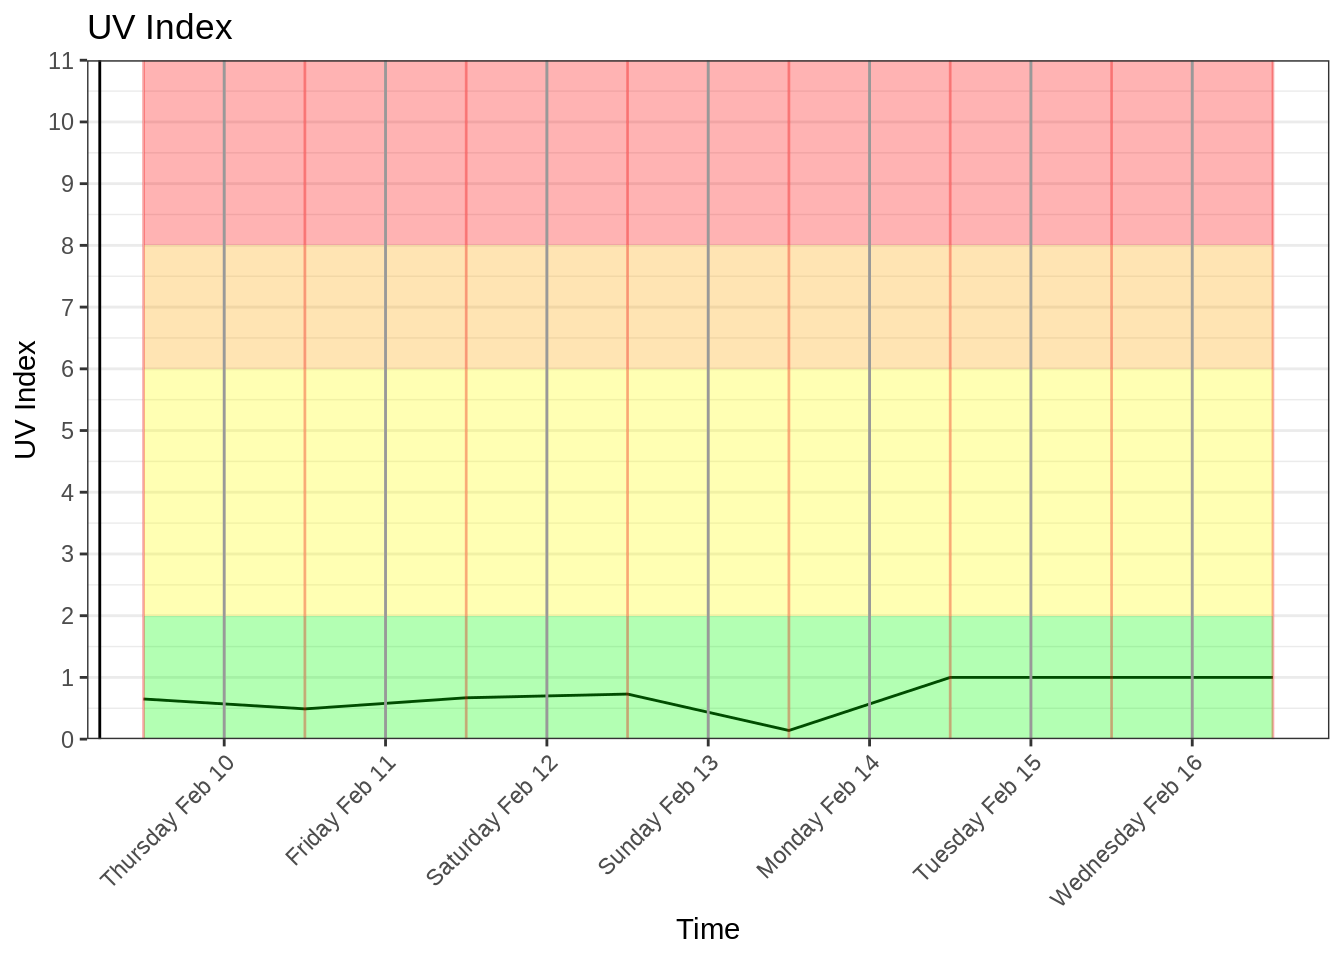 UV Index
11
10
9
8
7
6
5
4
3
2
1
0
UV Index
Thursday Feb 10
Friday Feb 11
Saturday Feb 12
Sunday Feb 13
Monday Feb 14
Tuesday Feb 15
Wednesday Feb 16
Time